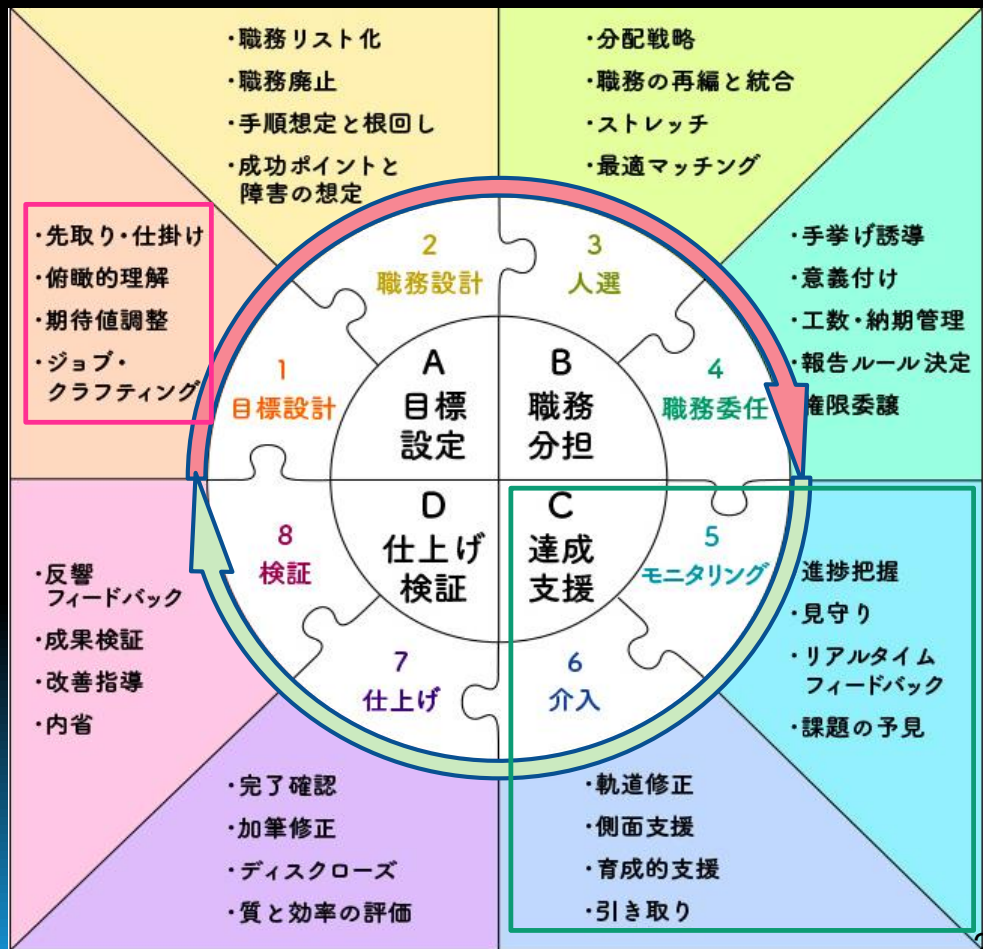 ・職務リスト化
・職務廃止
・手順想定と根回し
・成功ポイントと
障害の想定
・分配戦略
・職務の再編と統合
・ストレッチ
・最適マッチング
・先取り・仕掛け
・俯瞰的理解
・期待値調整
・ジョブ・
クラフティング
・手挙げ誘導
・意義付け
・工数・納期管理
・報告ルール決定
権限委譲
1
目標設計
2
職務設計
3
人選
4
職務委任
A
目標
設定
B
職務
分担
D
仕上げ
検証
C
達成
支援
5
モニタリング
6
介入
7
仕上げ
8
検証
進捗把握
・見守り
・リアルタイム
フィードバック
・課題の予見
・軌道修正
・側面支援
・育成的支援
・引き取り
・完了確認
・加筆修正
・ディスクローズ
・質と効率の評価
・反響
フィードバック
・成果検証
・改善指導
・内省